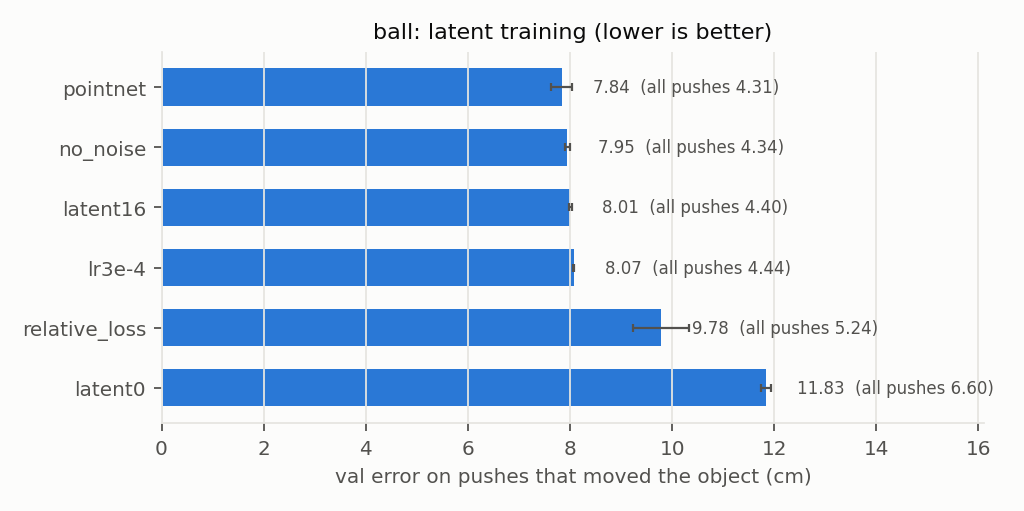 ball: latent training (lower is better)
pointnet 7.84 (all pushes 4.31)
no_noise 7.95 (all pushes 4.34)
latent16 8.01 (all pushes 4.40)
lr3e-4 8.07 (all pushes 4.44)
relative_loss 9.78 (all pushes 5.24)
latent0 11.83 (all pushes 6.60)
0 2 4 6 8 10 12 14 16
val error on pushes that moved the object (cm)